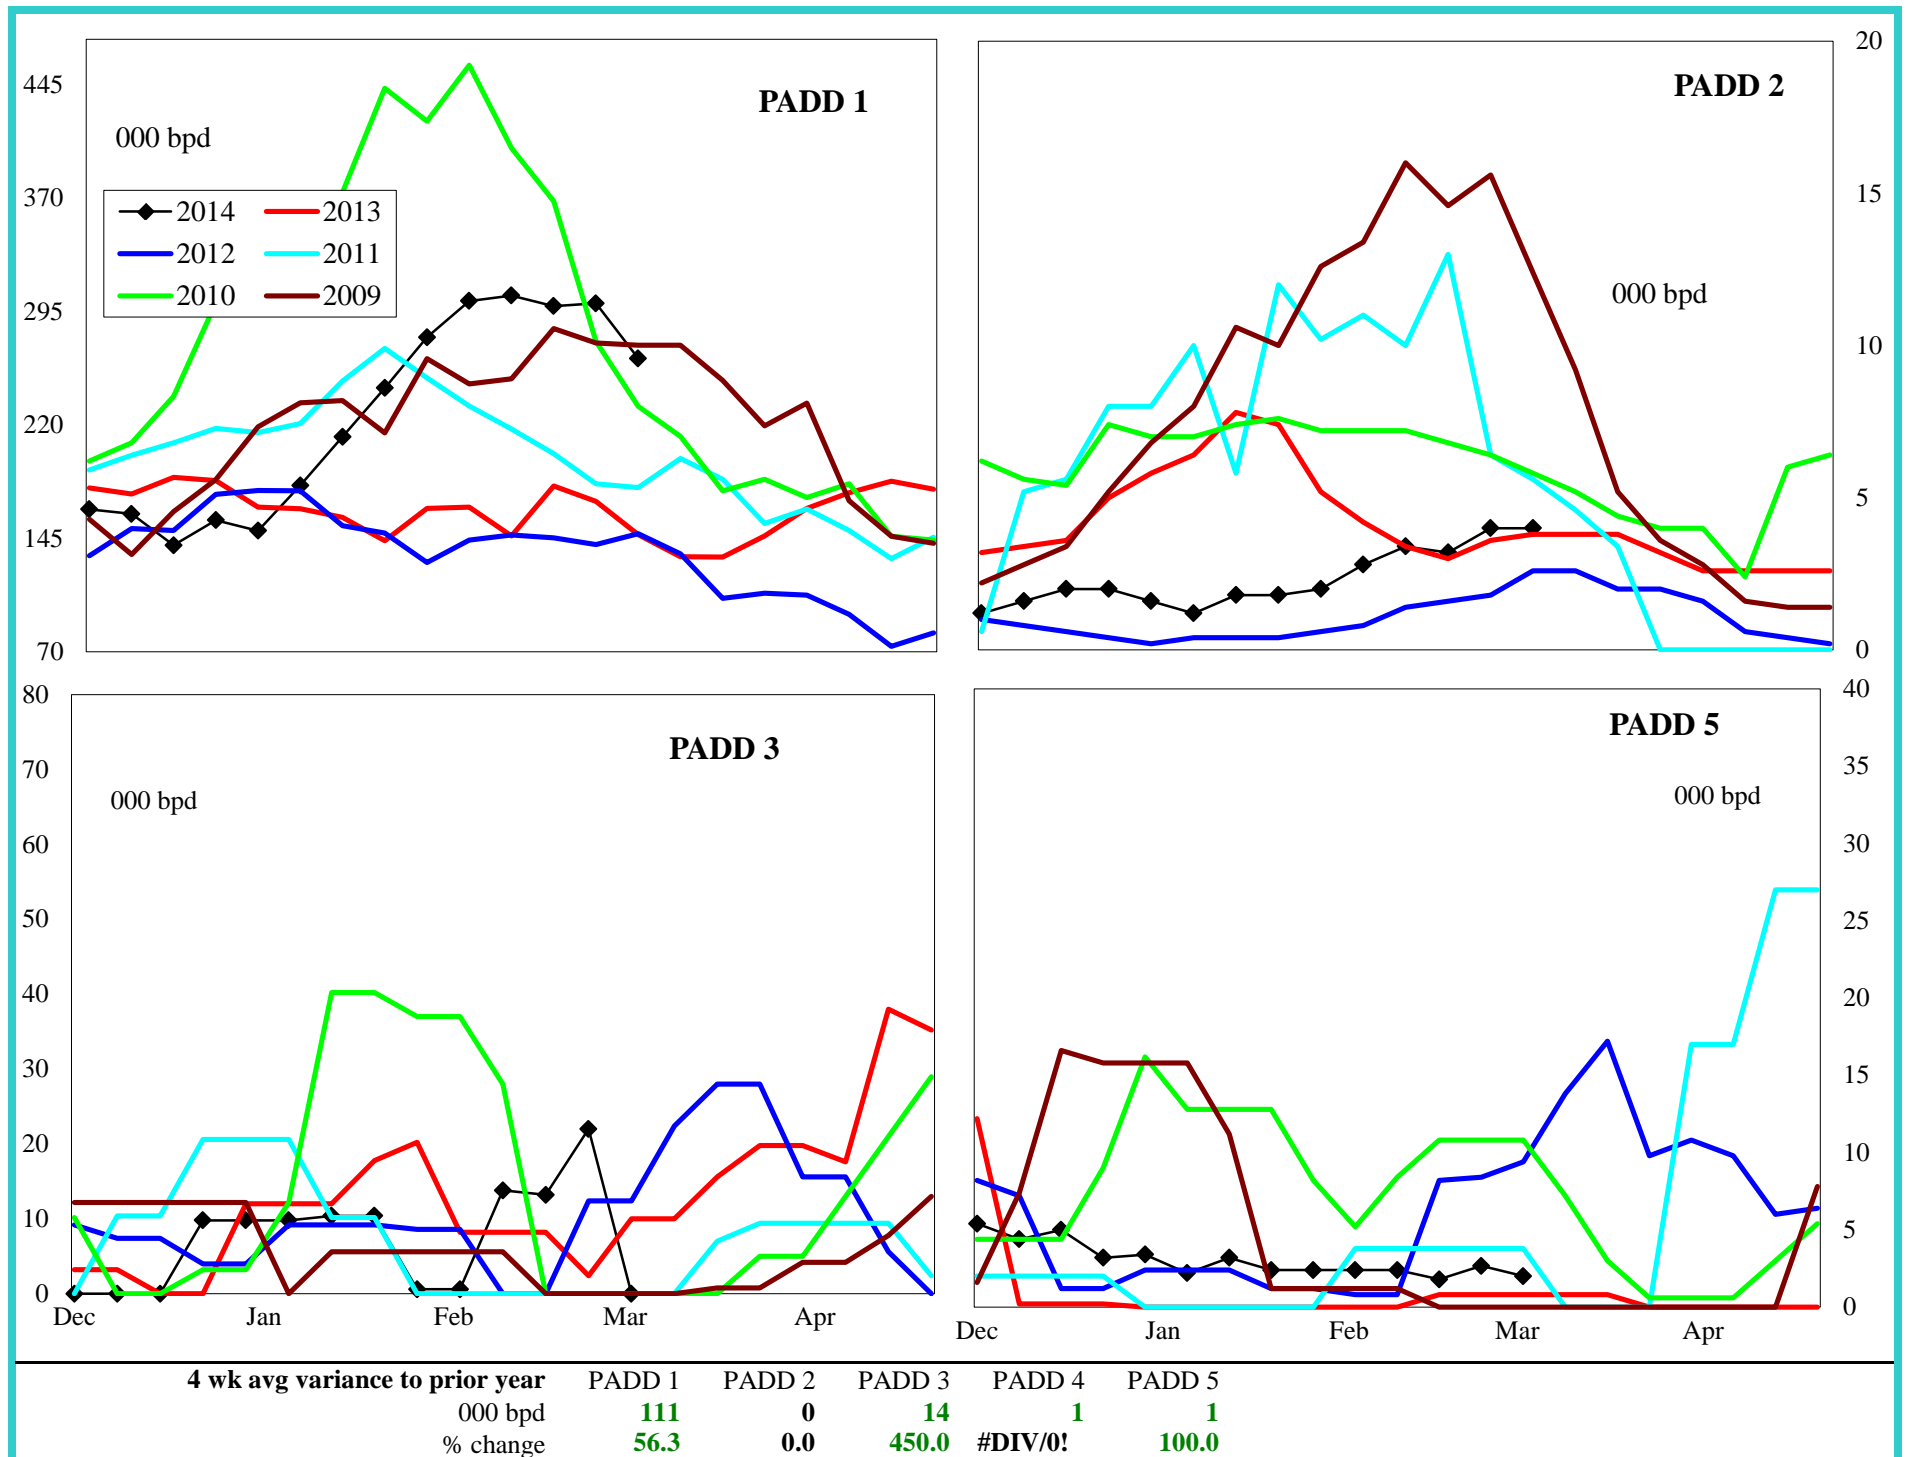 PADD 1
000 bpd
445
370
295
220
145
70
2014 2013
2012 2011
2010 2009
PADD 2
000 bpd
20
15
10
5
0
PADD 3
000 bpd
80
70
60
50
40
30
20
10
0
Dec Jan Feb Mar Apr
PADD 5
000 bpd
40
35
30
25
20
15
10
5
0
Dec Jan Feb Mar Apr
4 wk avg variance to prior year PADD 1 PADD 2 PADD 3 PADD 4 PADD 5
000 bpd 111 0 14 1 1
% change 56.3 0.0 450.0 #DIV/0! 100.0